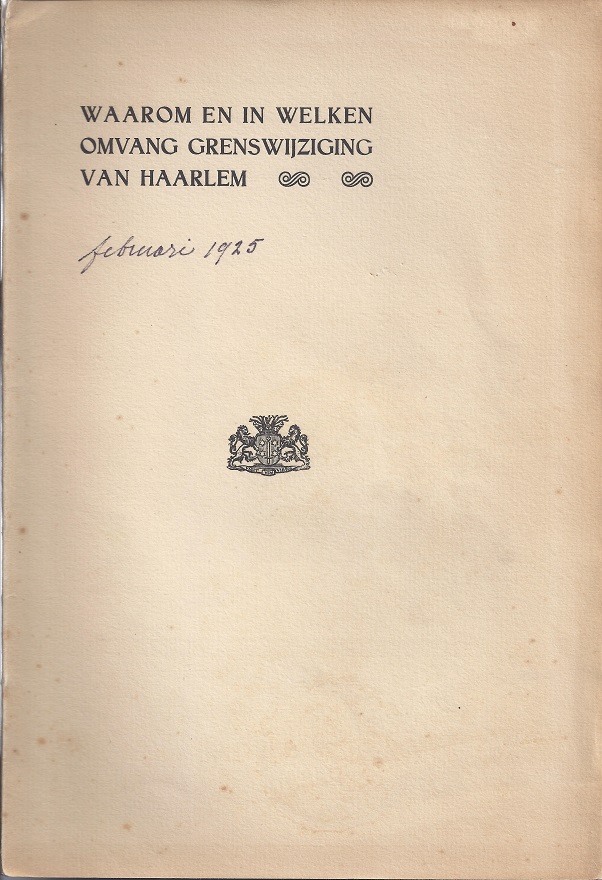 WAAROM EN IN WELKEN
OMVANG GRENSWIJZIGING
VAN HAARLEM
februari 1925